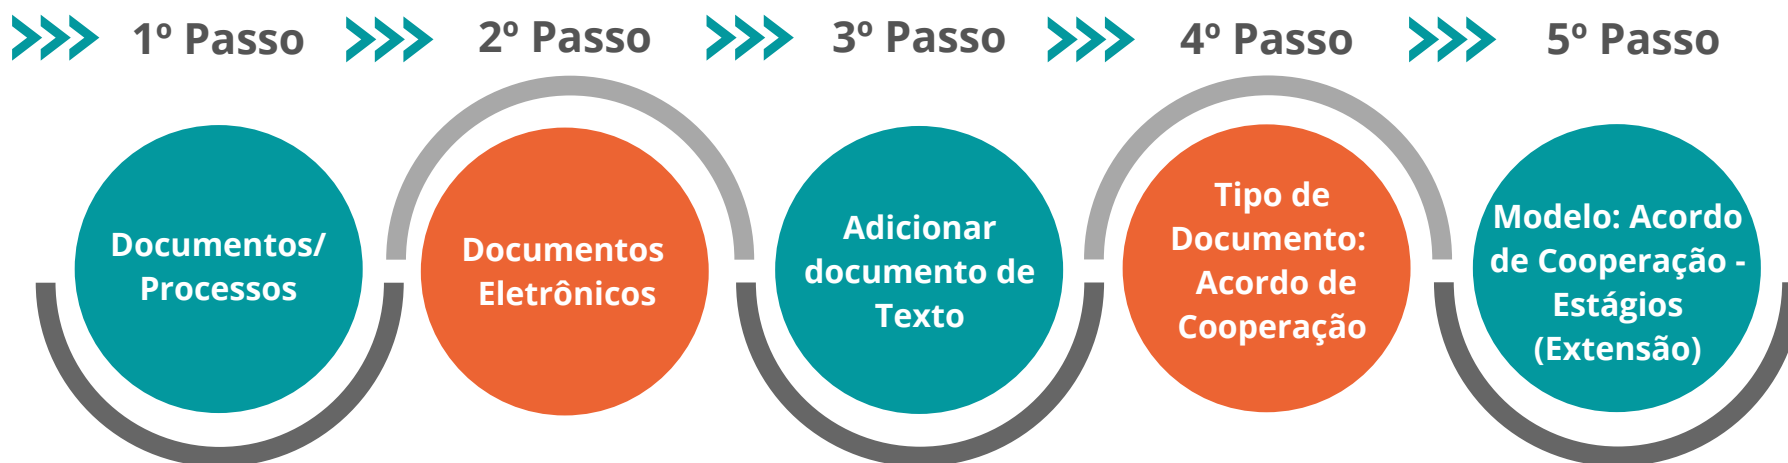 1º Passo
2º Passo
3º Passo
4º Passo
5º Passo
Documentos/
Processos
Documentos
Eletrônicos
Adicionar
documento de
Texto
Tipo de
Documento:
Acordo de
Cooperação
Modelo: Acordo
de Cooperação -
Estágios
(Extensão)